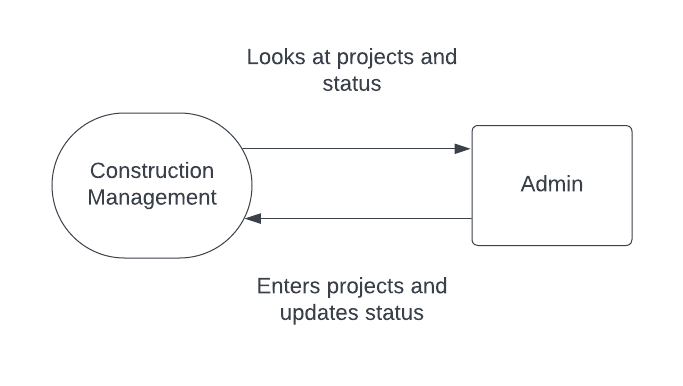 Looks at projects and
status
Construction
Management
Admin
Enters projects and
updates status